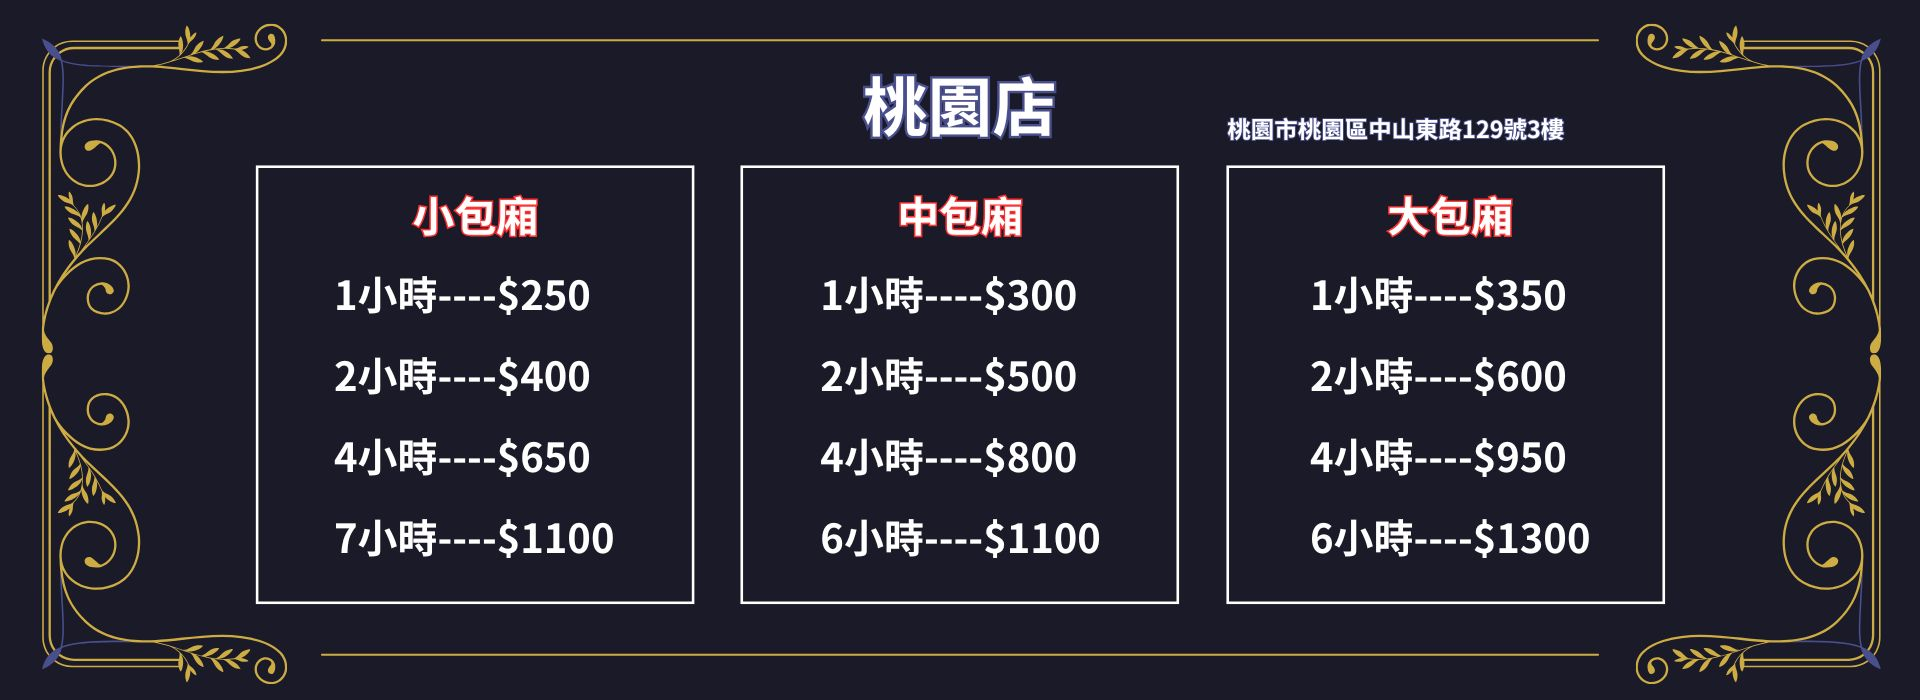 桃園店
桃園市桃園區中山東路129號3樓
小包廂
1小時----$250
2小時----$400
4小時----$650
7小時----$1100
中包廂
1小時----$300
2小時----$500
4小時----$800
6小時----$1100
大包廂
1小時----$350
2小時----$600
4小時----$950
6小時----$1300